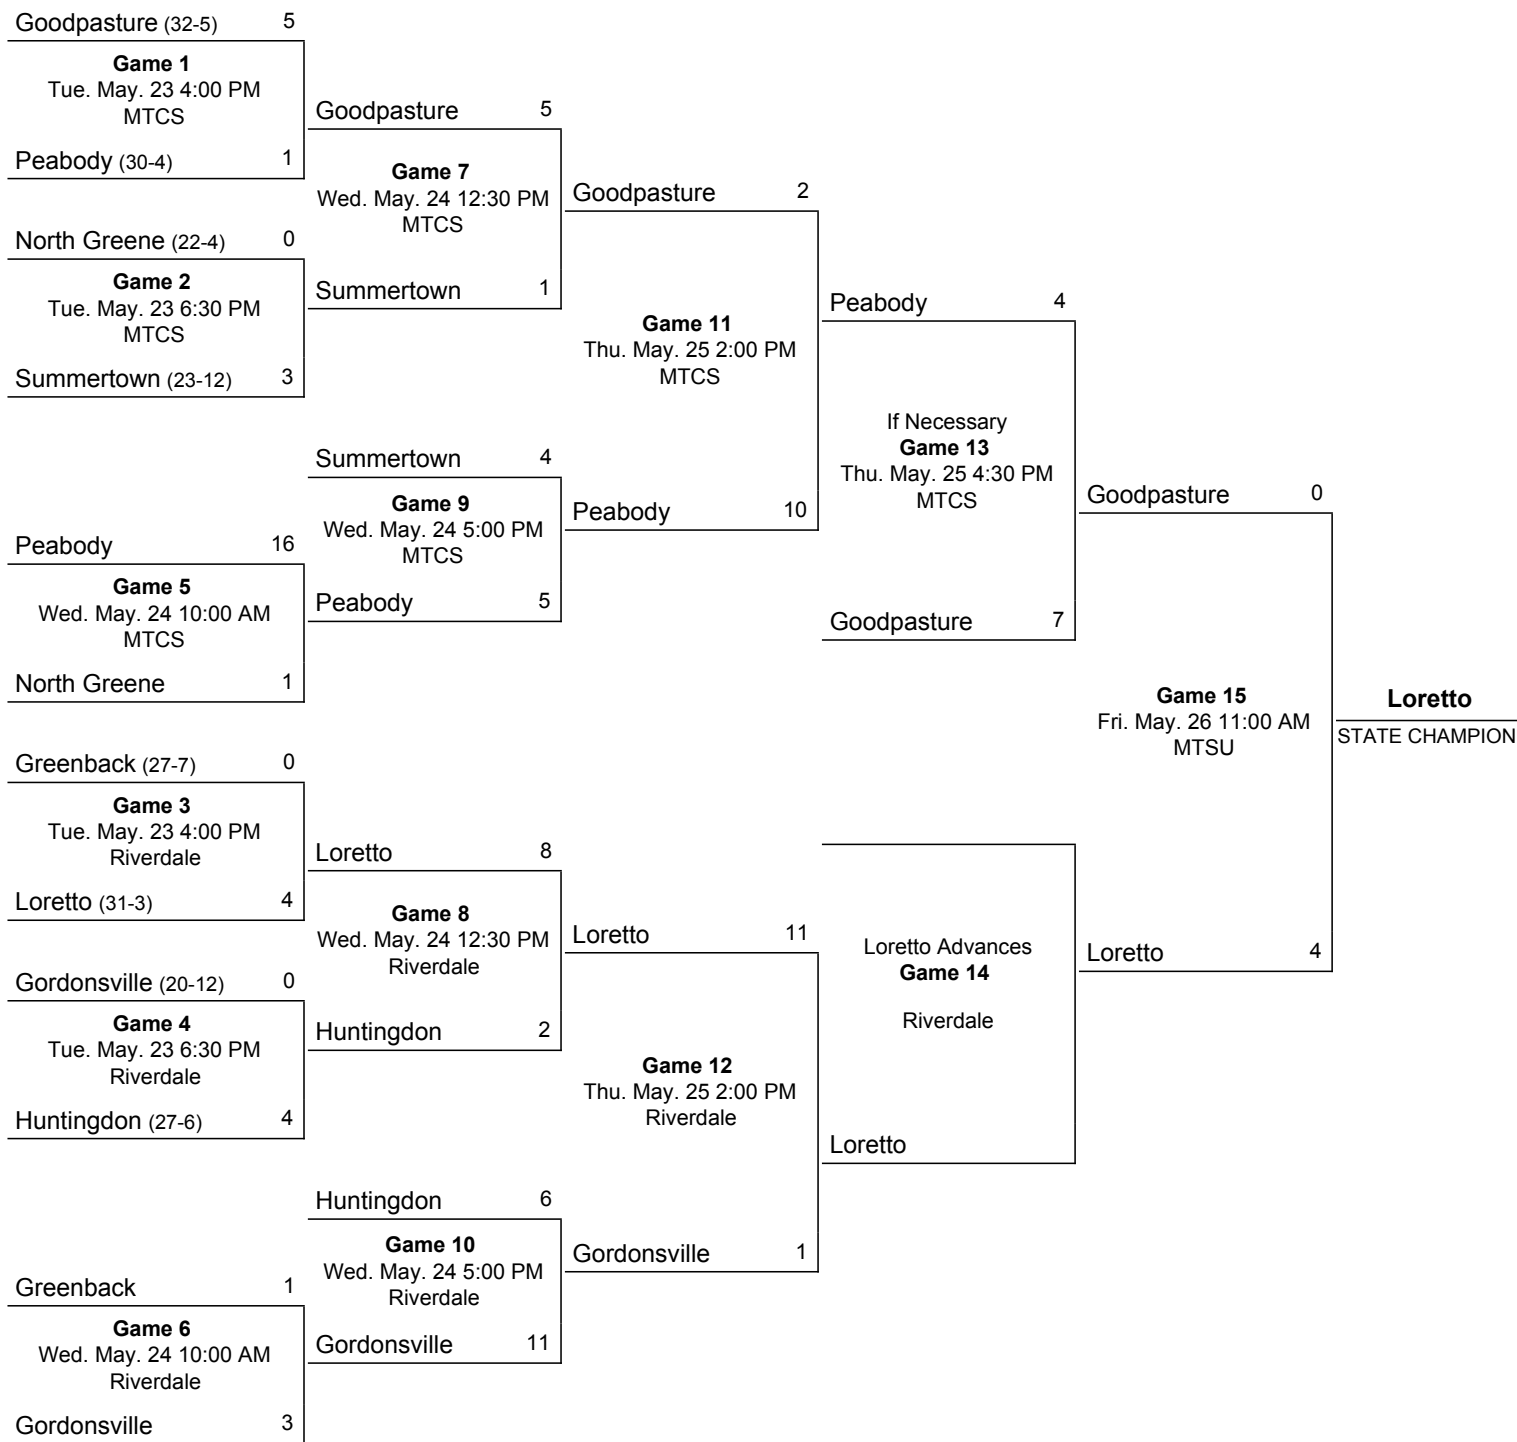 Goodpasture (32-5) 5
Game 1
Tue. May. 23 4:00 PM
MTCS
Peabody (30-4) 1
North Greene (22-4) 0
Game 2
Tue. May. 23 6:30 PM
MTCS
Summertown (23-12) 3
Peabody 16
Game 5
Wed. May. 24 10:00 AM
MTCS
North Greene 1
Greenback (27-7) 0
Game 3
Tue. May. 23 4:00 PM
Riverdale
Loretto (31-3) 4
Gordonsville (20-12) 0
Game 4
Tue. May. 23 6:30 PM
Riverdale
Huntingdon (27-6) 4
Greenback 1
Game 6
Wed. May. 24 10:00 AM
Riverdale
Gordonsville 3
Goodpasture 5
Game 7
Wed. May. 24 12:30 PM
MTCS
Summertown 1
Summertown 4
Game 9
Wed. May. 24 5:00 PM
MTCS
Peabody 5
Loretto 8
Game 8
Wed. May. 24 12:30 PM
Riverdale
Huntingdon 2
Huntingdon 6
Game 10
Wed. May. 24 5:00 PM
Riverdale
Gordonsville 11
Goodpasture 2
Game 11
Thu. May. 25 2:00 PM
MTCS
Peabody 10
Loretto 11
Game 12
Thu. May. 25 2:00 PM
Riverdale
Gordonsville 1
Peabody 4
If Necessary
Game 13
Thu. May. 25 4:30 PM
MTCS
Goodpasture 7
Loretto Advances
Game 14
Riverdale
Loretto
Goodpasture 0
Game 15
Fri. May. 26 11:00 AM
MTSU
Loretto 4
Loretto
STATE CHAMPION